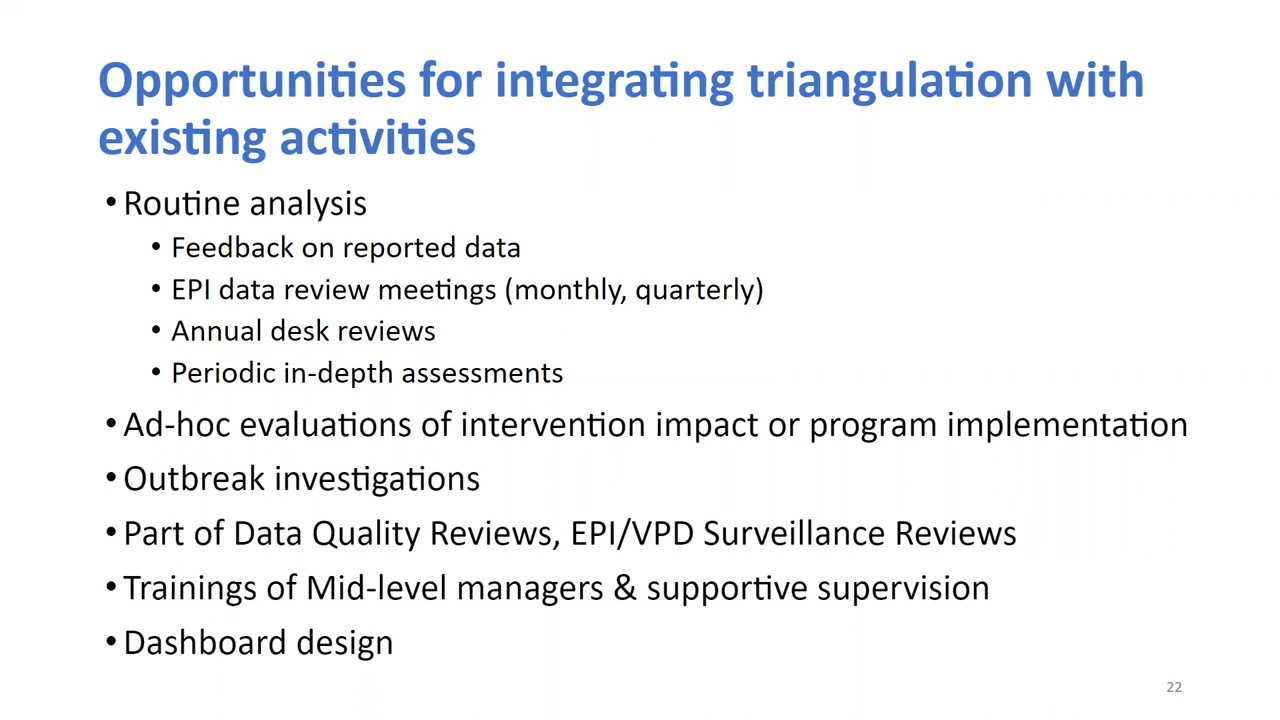 Opportunities for integrating triangulation with
existing activities
• Routine analysis
• Feedback on reported data
• EPI data review meetings (monthly, quarterly)
• Annual desk reviews
• Periodic in-depth assessments
• Ad-hoc evaluations of intervention impact or program implementation
• Outbreak investigations
• Part of Data Quality Reviews, EPI/VPD Surveillance Reviews
• Trainings of Mid-level managers & supportive supervision
• Dashboard design
22